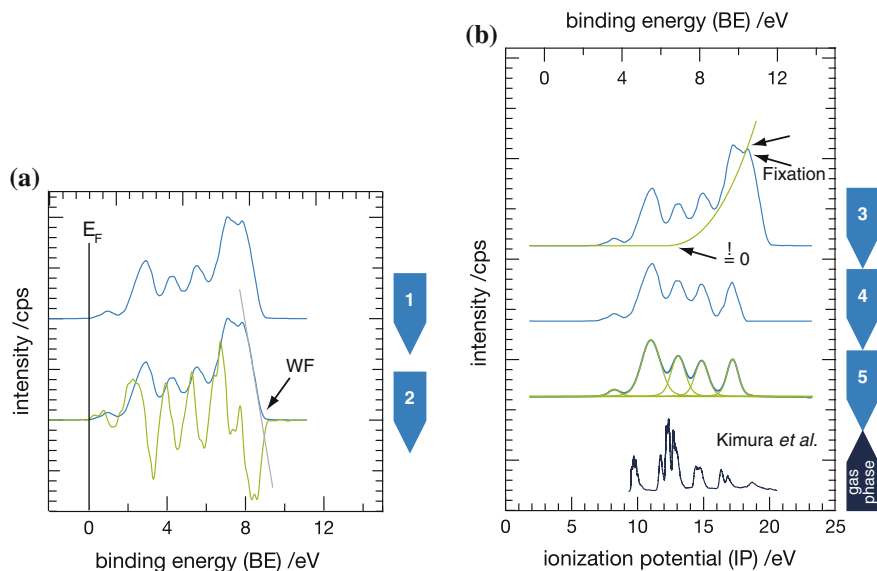 (a)
E_F
WF
intensity /cps
0 4 8 12
binding energy (BE) /eV
1
2
(b)
binding energy (BE) /eV
0 4 8 12
Fixation
! = 0
intensity /cps
Kimura et al.
0 5 10 15 20 25
ionization potential (IP) /eV
3
4
5
gas
phase